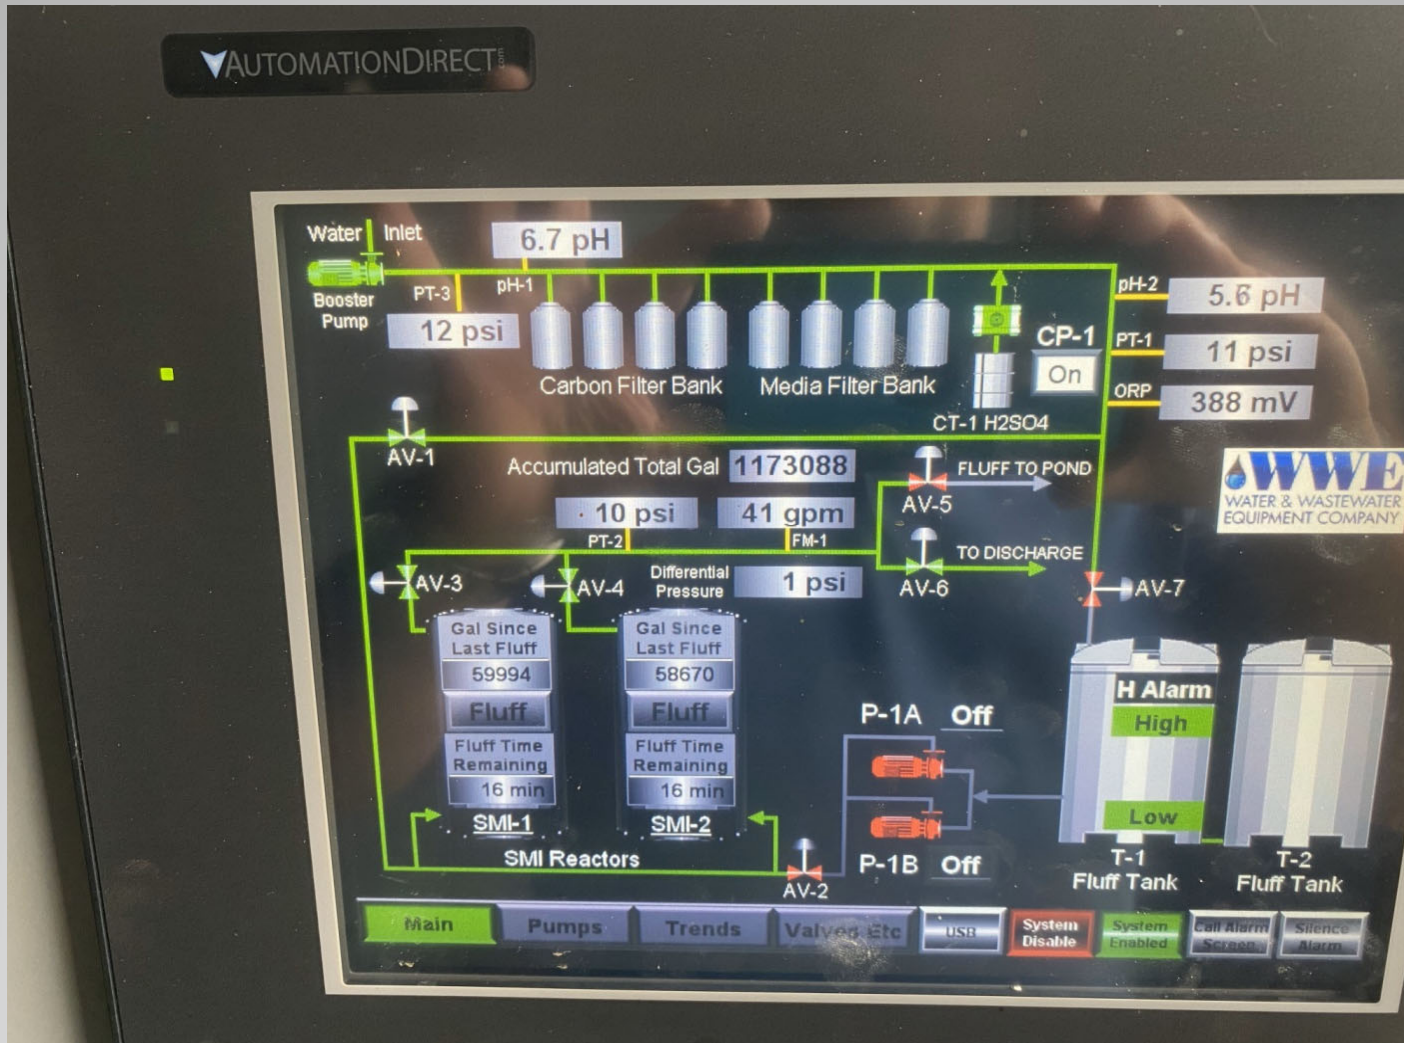 AUTOMATIONDIRECT.com
Water Inlet
6.7 pH
PT-3
pH-1
Booster
Pump
12 psi
Carbon Filter Bank
Media Filter Bank
CP-1
On
CT-1 H2SO4
pH-2
5.6 pH
PT-1
11 psi
ORP
388 mV
AV-1
Accumulated Total Gal
1173088
AV-5
FLUFF TO POND
WWE
WATER & WASTEWATER
EQUIPMENT COMPANY
10 psi
41 gpm
PT-2
FM-1
TO DISCHARGE
AV-3
AV-4
Differential
Pressure
1 psi
AV-6
AV-7
Gal Since
Last Fluff
59994
Fluff
Fluff Time
Remaining
16 min
SMI-1
Gal Since
Last Fluff
58670
Fluff
Fluff Time
Remaining
16 min
SMI-2
SMI Reactors
P-1A Off
P-1B Off
AV-2
H Alarm
High
Low
T-1
Fluff Tank
T-2
Fluff Tank
Main
Pumps
Trends
Valves Etc
USB
System
Disable
System
Enabled
Call Alarm
Screen
Silence
Alarm